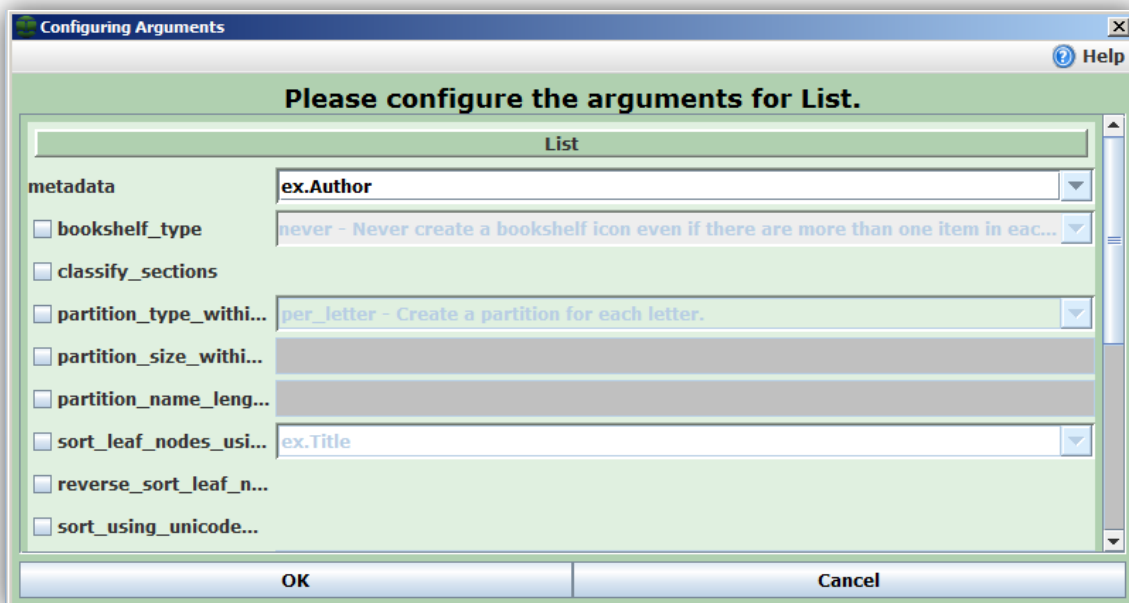 Configuring Arguments
Help
Please configure the arguments for List.
List
metadata ex.Author
bookshelf_type never - Never create a bookshelf icon even if there are more than one item in eac...
classify_sections
partition_type_withi... per_letter - Create a partition for each letter.
partition_size_withi...
partition_name_leng...
sort_leaf_nodes_usi... ex.Title
reverse_sort_leaf_n...
sort_using_unicode...
OK Cancel